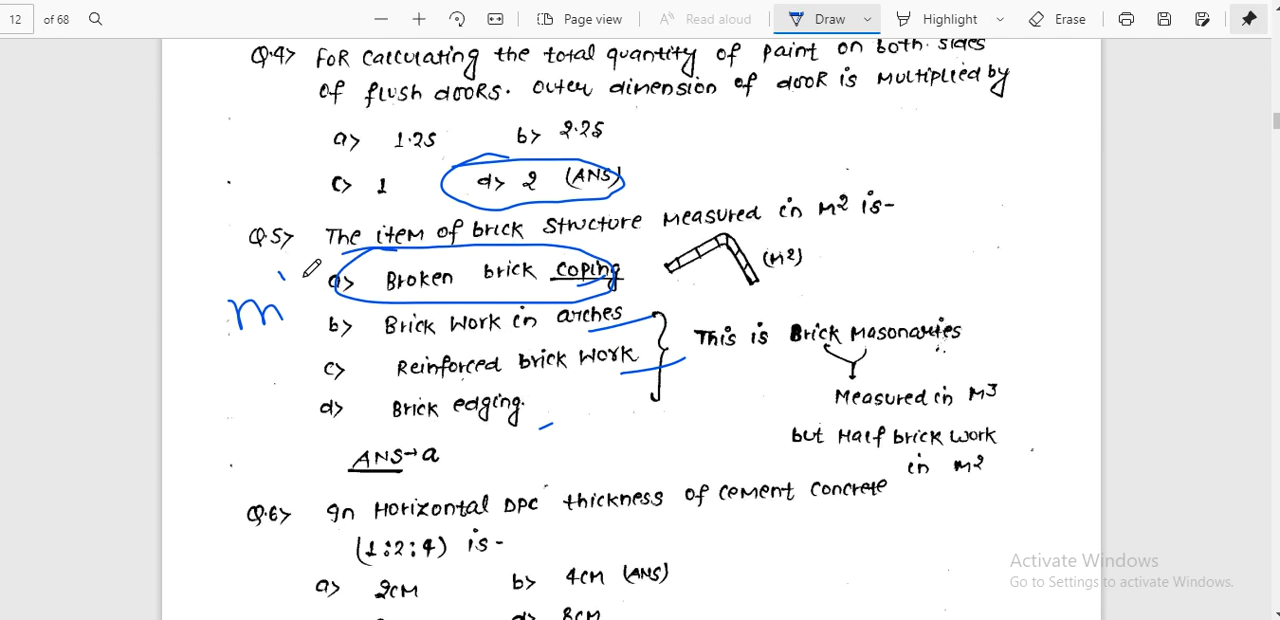 12 of 68 Page view Read aloud Draw Highlight Erase
Q.4> FOR calculating the total quantity of paint on both sides
of flush dOORS. outer dimension of dooR is multiplied by
a> 1.25 b> 2.25
c> 1 d> 2 (ANS)
Q.5> The item of brick structure measured in M2 is-
a> Broken brick coping (M2)
m
b> Brick work in arches
This is Brick Masonaries
c> Reinforced brick work
Measured in M3
d> Brick edging.
but Half brick work
in M2
ANS→a
Q.6> In Horizontal DPC thickness of cement concrete
(1:2:4) is-
a> 2CM b> 4CM (ANS)
d> 8CM
Activate Windows
Go to Settings to activate Windows.